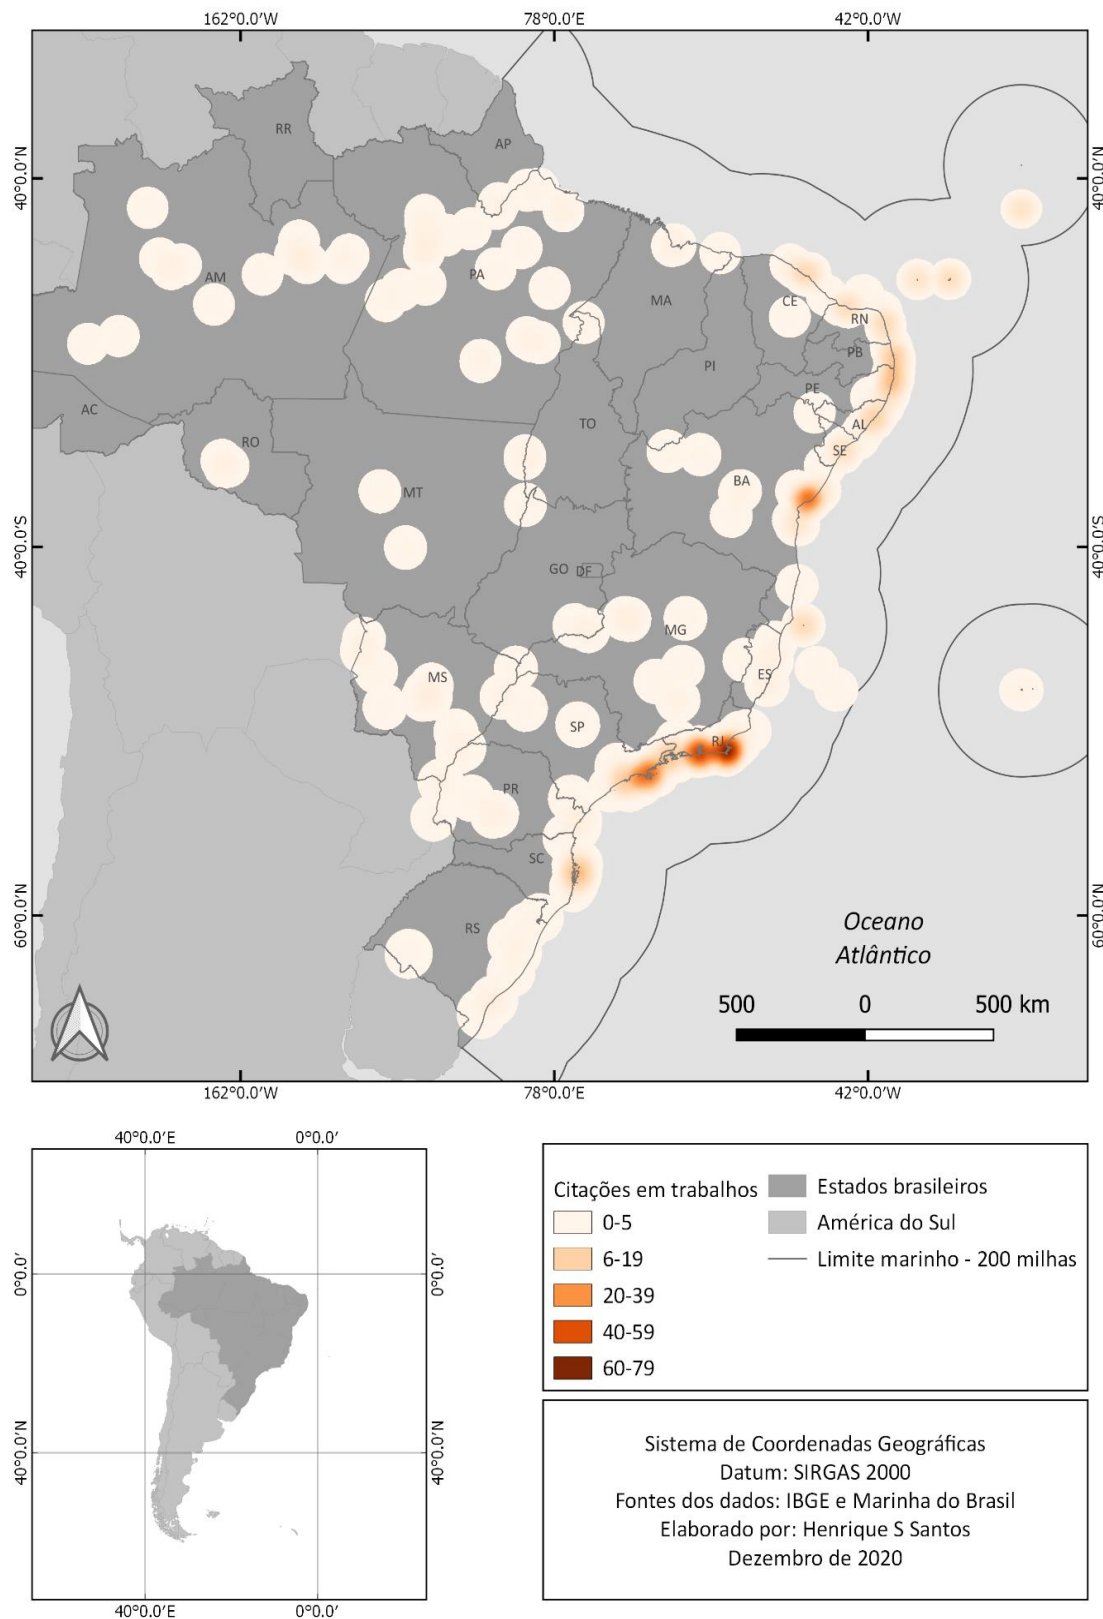 162°0.0′W 78°0.0′E 42°0.0′W
40°0.0′N 40°0.0′N
RR
AP
AM
PA
MA
CE
RN
PB
PI
PE
AC
TO
AL
RO
SE
BA
MT
40°0.0′S 40°0.0′S
GO DF
MG
ES
MS
SP
RJ
PR
SC
60°0.0′N 60°0.0′N
RS
Oceano
Atlântico
500 0 500 km
162°0.0′W 78°0.0′E 42°0.0′W
40°0.0′E 0°0.0′
0°0.0′ 0°0.0′
40°0.0′N 40°0.0′N
40°0.0′E 0°0.0′
Citações em trabalhos
0-5
6-19
20-39
40-59
60-79
Estados brasileiros
América do Sul
Limite marinho - 200 milhas
Sistema de Coordenadas Geográficas
Datum: SIRGAS 2000
Fontes dos dados: IBGE e Marinha do Brasil
Elaborado por: Henrique S Santos
Dezembro de 2020